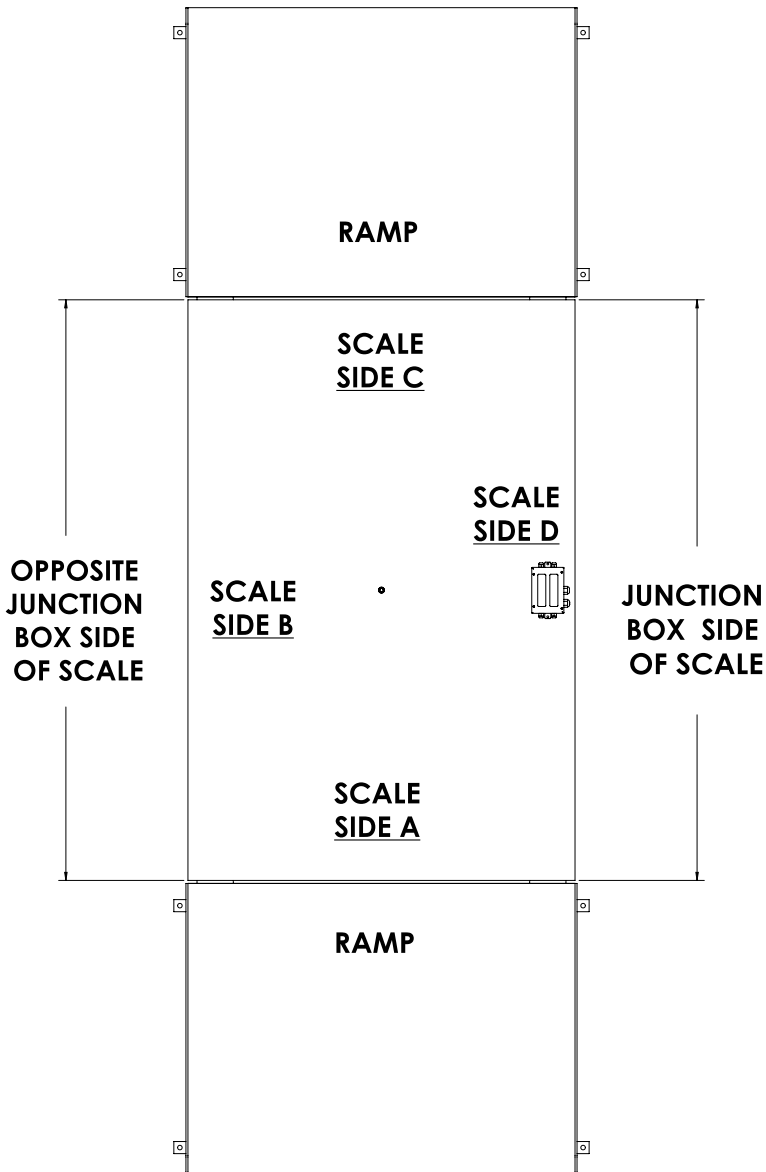 RAMP
SCALE
SIDE C
SCALE
SIDE D
OPPOSITE
JUNCTION
BOX SIDE
OF SCALE
SCALE
SIDE B
JUNCTION
BOX SIDE
OF SCALE
SCALE
SIDE A
RAMP